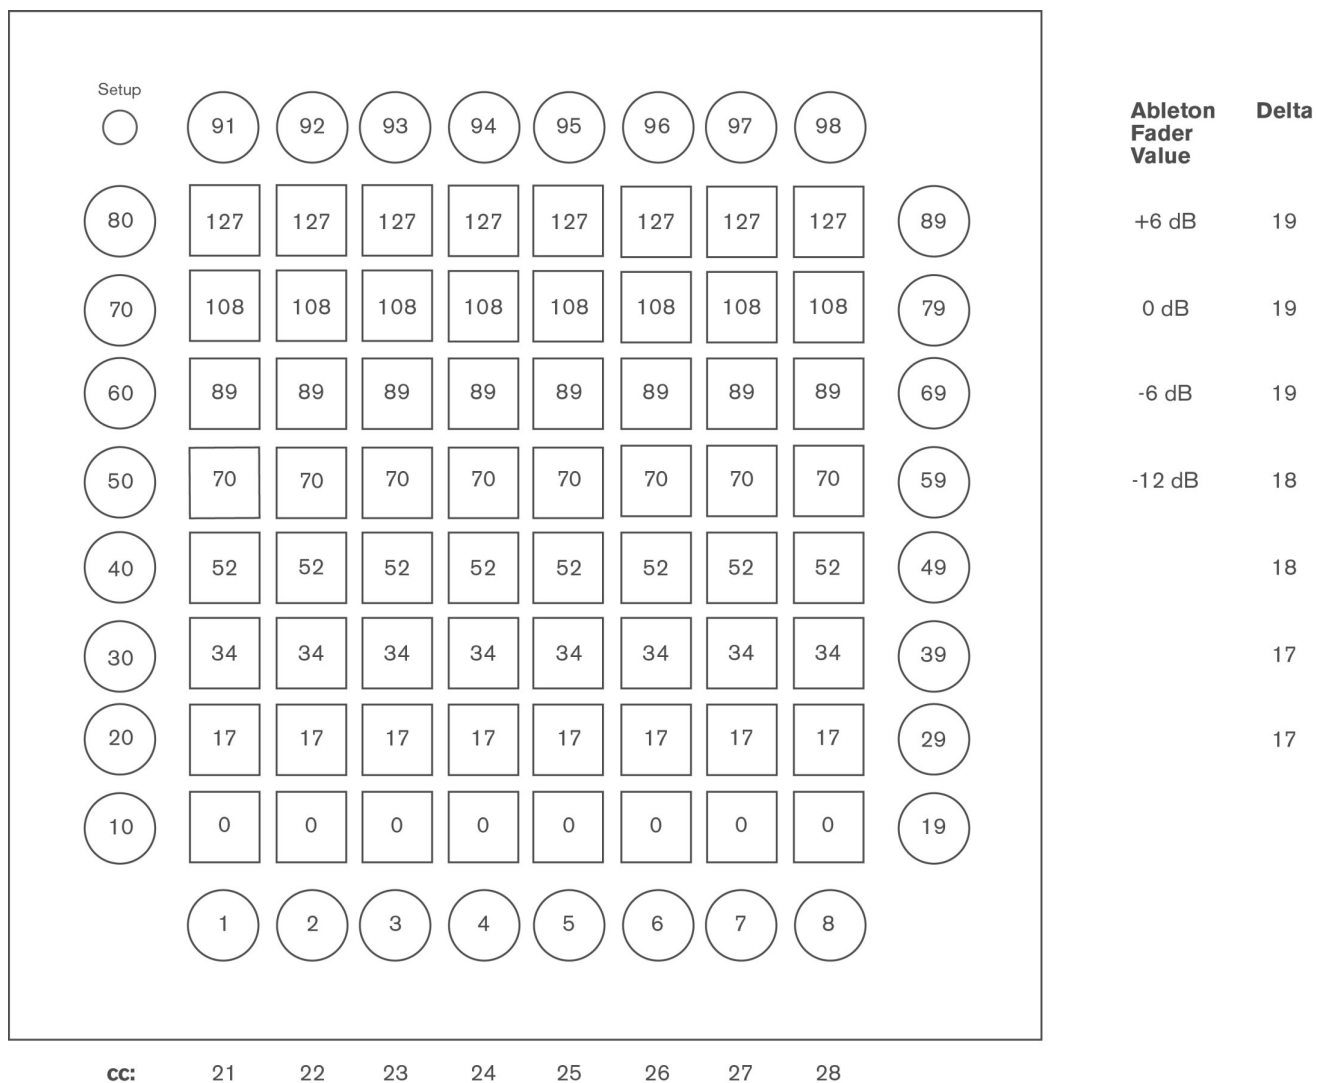 Setup
91 92 93 94 95 96 97 98
Ableton Fader Value Delta
80 127 127 127 127 127 127 127 127 89 +6 dB 19
70 108 108 108 108 108 108 108 108 79 0 dB 19
60 89 89 89 89 89 89 89 89 69 -6 dB 19
50 70 70 70 70 70 70 70 70 59 -12 dB 18
40 52 52 52 52 52 52 52 52 49 18
30 34 34 34 34 34 34 34 34 39 17
20 17 17 17 17 17 17 17 17 29 17
10 0 0 0 0 0 0 0 0 19
1 2 3 4 5 6 7 8
cc: 21 22 23 24 25 26 27 28